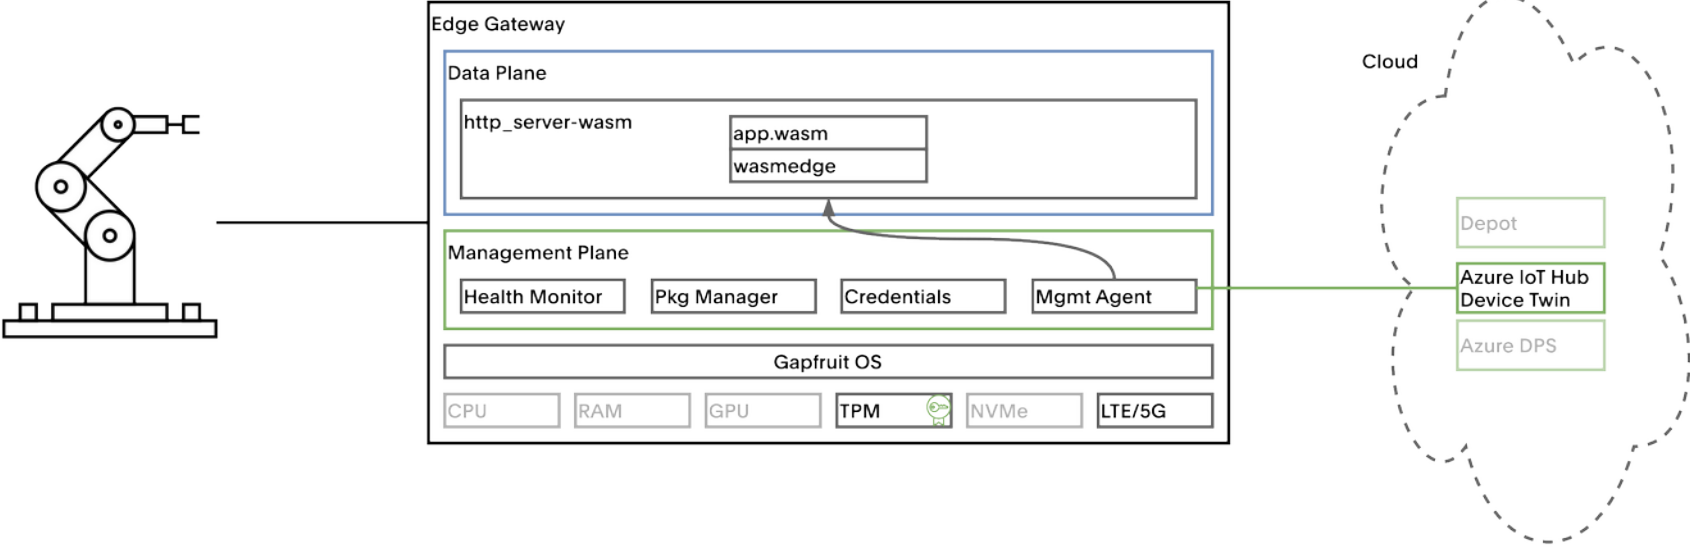 Edge Gateway
Data Plane
http_server-wasm
app.wasm
wasmedge
Management Plane
Health Monitor
Pkg Manager
Credentials
Mgmt Agent
Gapfruit OS
CPU
RAM
GPU
TPM
NVMe
LTE/5G
Cloud
Depot
Azure IoT Hub
Device Twin
Azure DPS